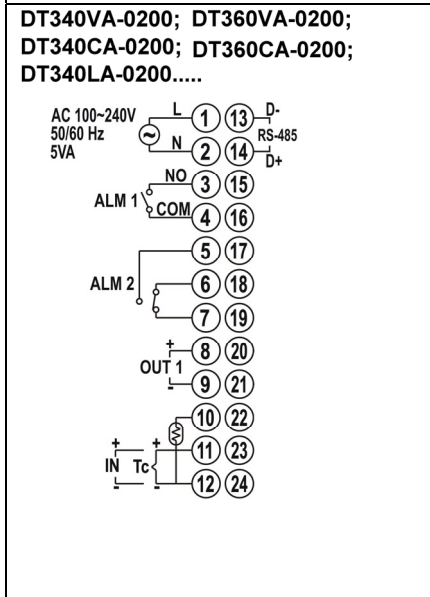 DT340VA-0200; DT360VA-0200;
DT340CA-0200; DT360CA-0200;
DT340LA-0200.....
AC 100~240V
50/60 Hz
5VA
L
N
1
13
D-
RS-485
2
14
D+
ALM 1
NO
3
15
COM
4
16
5
17
ALM 2
6
18
7
19
+
8
20
OUT 1
-
9
21
10
22
+
+
11
23
IN
Tc
-
-
12
24